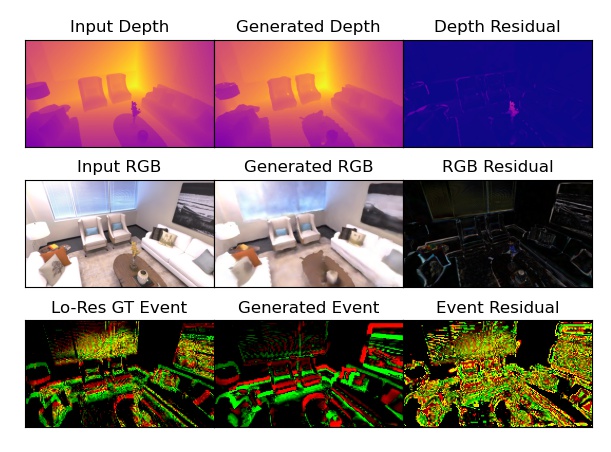 Input Depth Generated Depth Depth Residual
Input RGB Generated RGB RGB Residual
Lo-Res GT Event Generated Event Event Residual